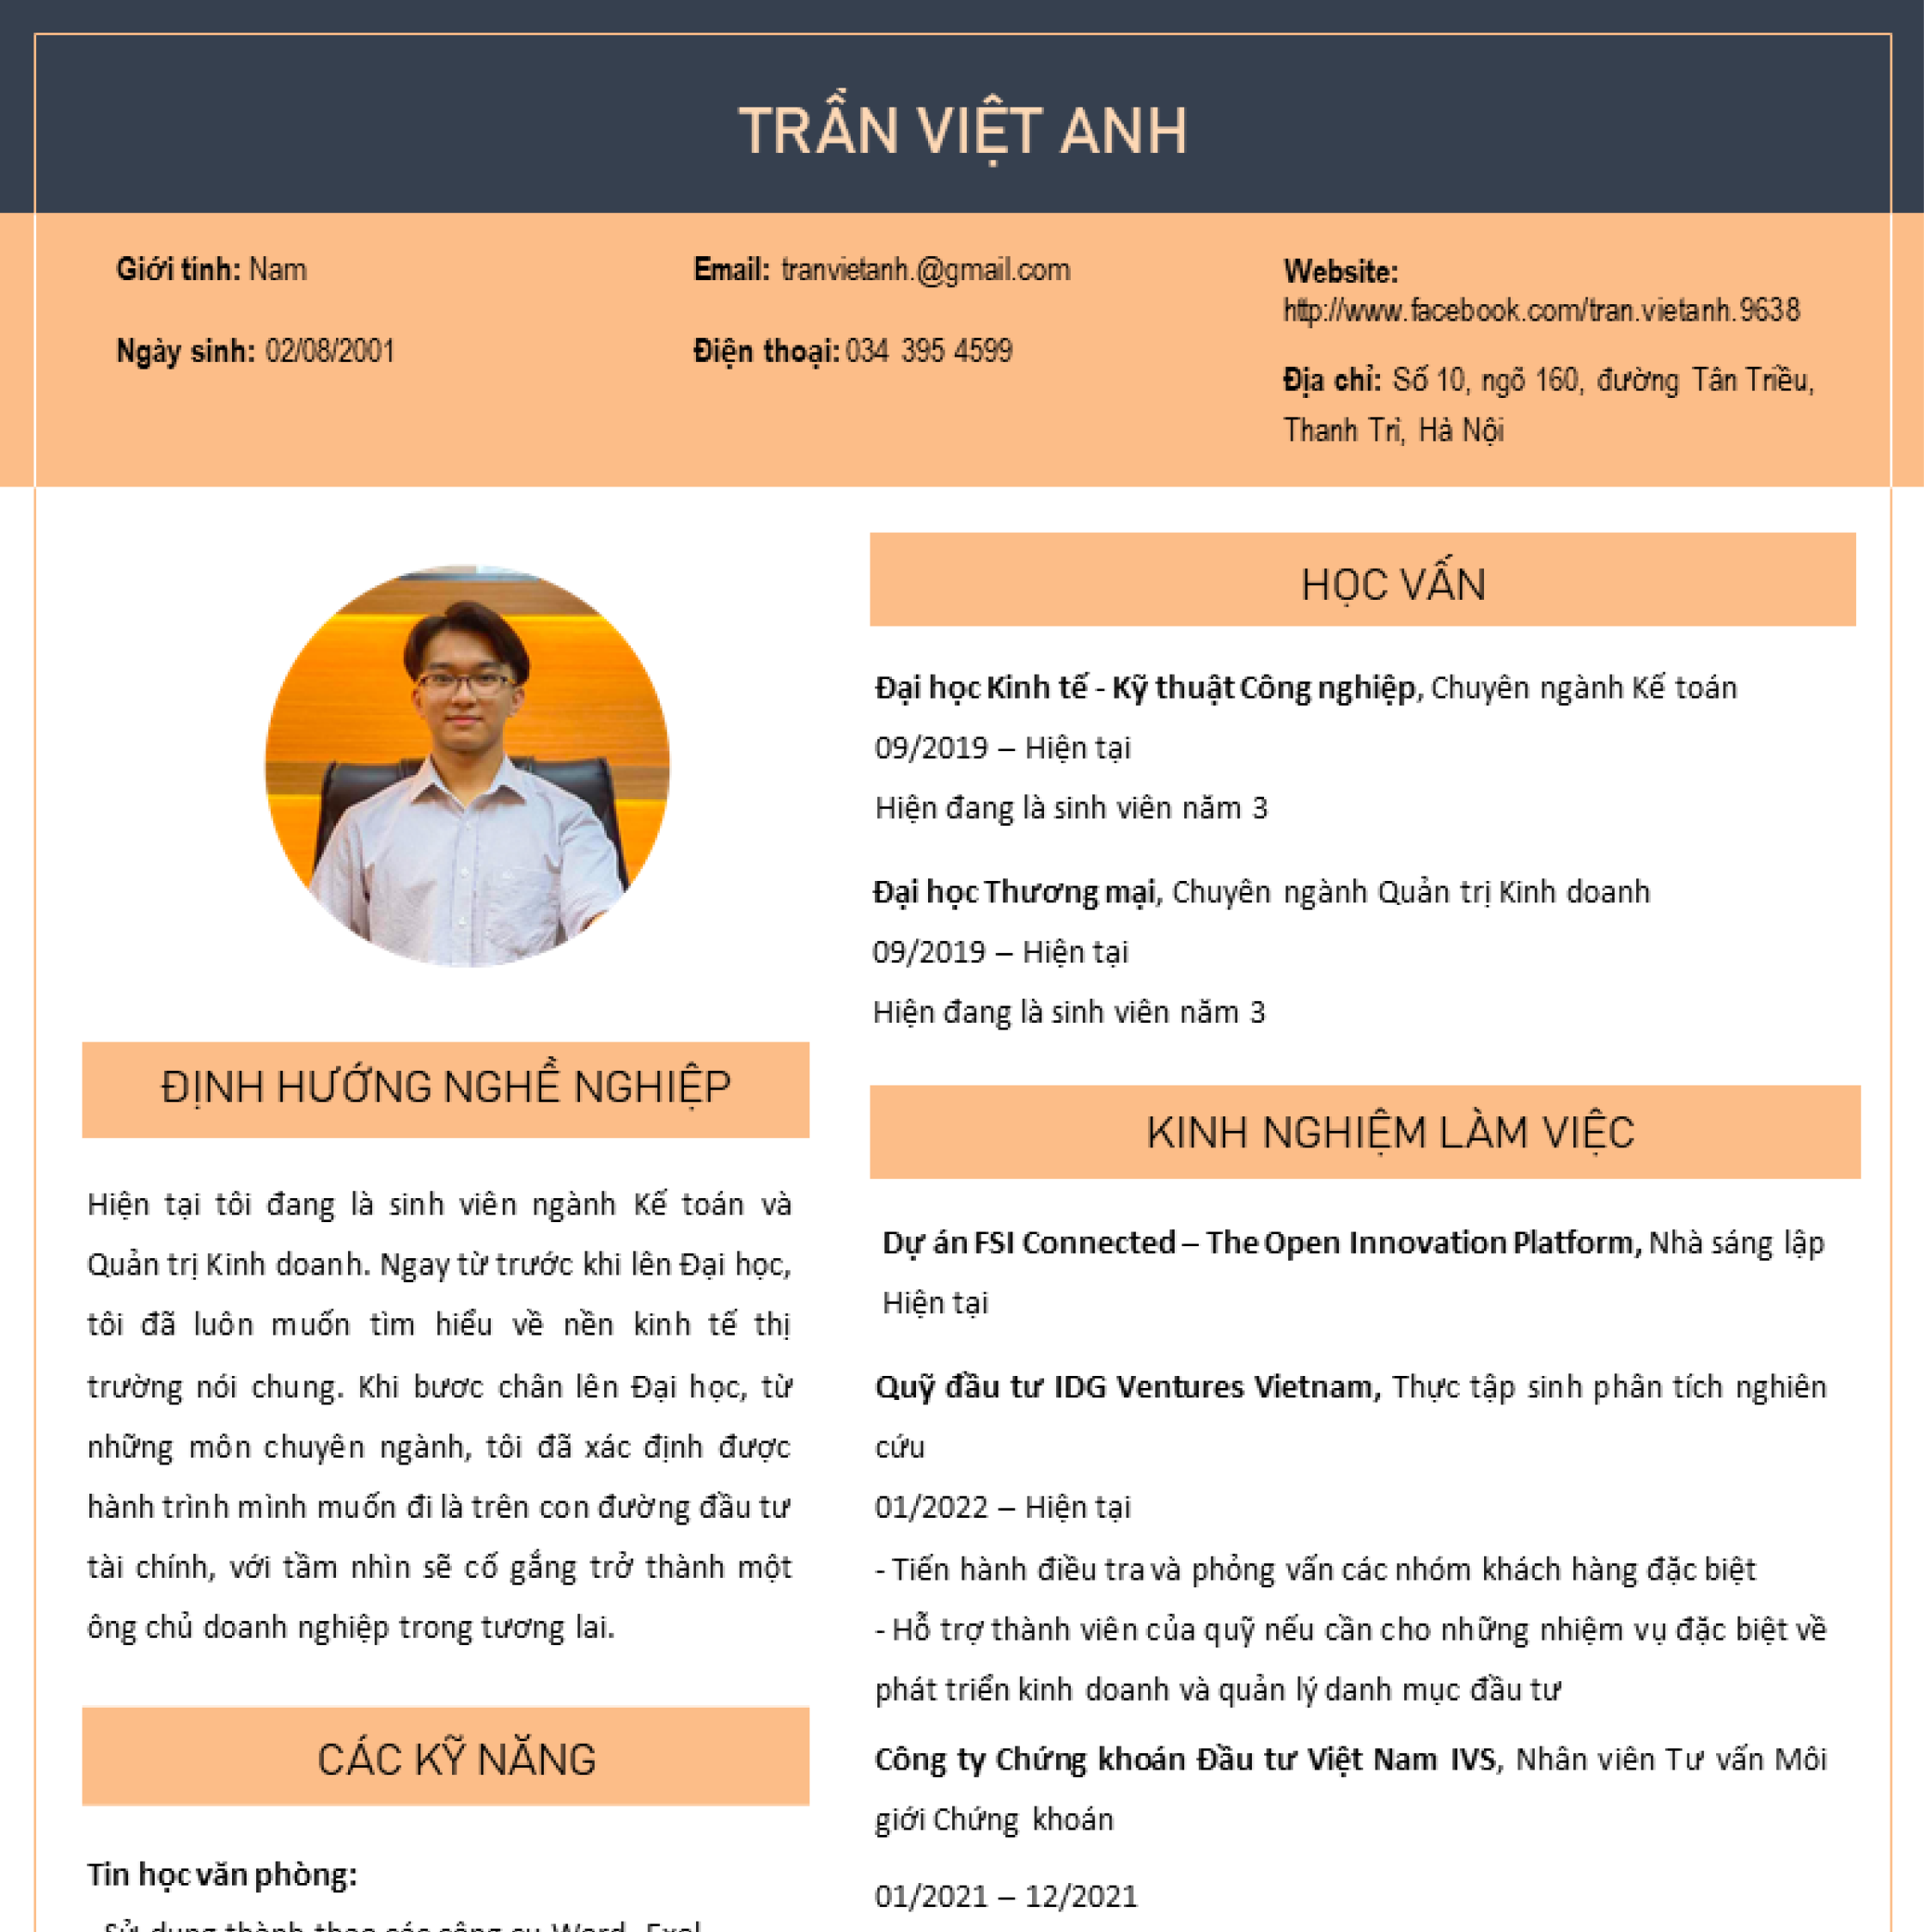 TRẦN VIỆT ANH
Giới tính: Nam
Ngày sinh: 02/08/2001
Email: tranvietanh.@gmail.com
Điện thoại: 034 395 4599
Website:
http://www.facebook.com/tran.vietanh.9638
Địa chỉ: Số 10, ngõ 160, đường Tân Triều,
Thanh Trì, Hà Nội
ĐỊNH HƯỚNG NGHỀ NGHIỆP
Hiện tại tôi đang là sinh viên ngành Kế toán và
Quản trị Kinh doanh. Ngay từ trước khi lên Đại học,
tôi đã luôn muốn tìm hiểu về nền kinh tế thị
trường nói chung. Khi bươc chân lên Đại học, từ
những môn chuyên ngành, tôi đã xác định được
hành trình mình muốn đi là trên con đường đầu tư
tài chính, với tầm nhìn sẽ cố gắng trở thành một
ông chủ doanh nghiệp trong tương lai.
CÁC KỸ NĂNG
Tin học văn phòng:
Sử dụng thành thạo các công cụ Word, Exel
HỌC VẤN
Đại học Kinh tế - Kỹ thuật Công nghiệp, Chuyên ngành Kế toán
09/2019 – Hiện tại
Hiện đang là sinh viên năm 3
Đại học Thương mại, Chuyên ngành Quản trị Kinh doanh
09/2019 – Hiện tại
Hiện đang là sinh viên năm 3
KINH NGHIỆM LÀM VIỆC
Dự án FSI Connected – The Open Innovation Platform, Nhà sáng lập
Hiện tại
Quỹ đầu tư IDG Ventures Vietnam, Thực tập sinh phân tích nghiên
cứu
01/2022 – Hiện tại
- Tiến hành điều tra và phỏng vấn các nhóm khách hàng đặc biệt
- Hỗ trợ thành viên của quỹ nếu cần cho những nhiệm vụ đặc biệt về
phát triển kinh doanh và quản lý danh mục đầu tư
Công ty Chứng khoán Đầu tư Việt Nam IVS, Nhân viên Tư vấn Môi
giới Chứng khoán
01/2021 – 12/2021